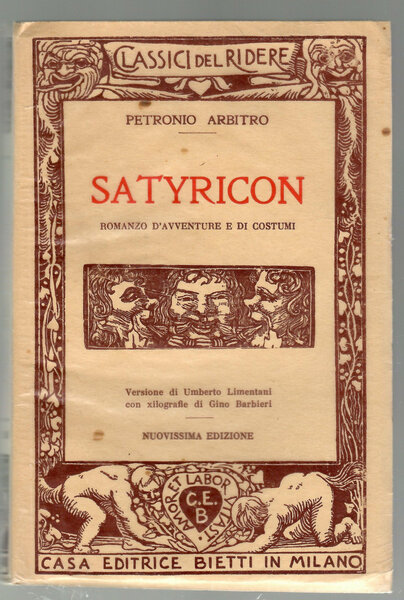 CLASSICI DEL RIDERE
PETRONIO ARBITRO
SATYRICON
ROMANZO D'AVVENTURE E DI COSTUMI
Versione di Umberto Limentani
con xilografie di Gino Barbieri
NUOVISSIMA EDIZIONE
AMOR ET LABOR VITAST
C.E.
B
CASA EDITRICE BIETTI IN MILANO